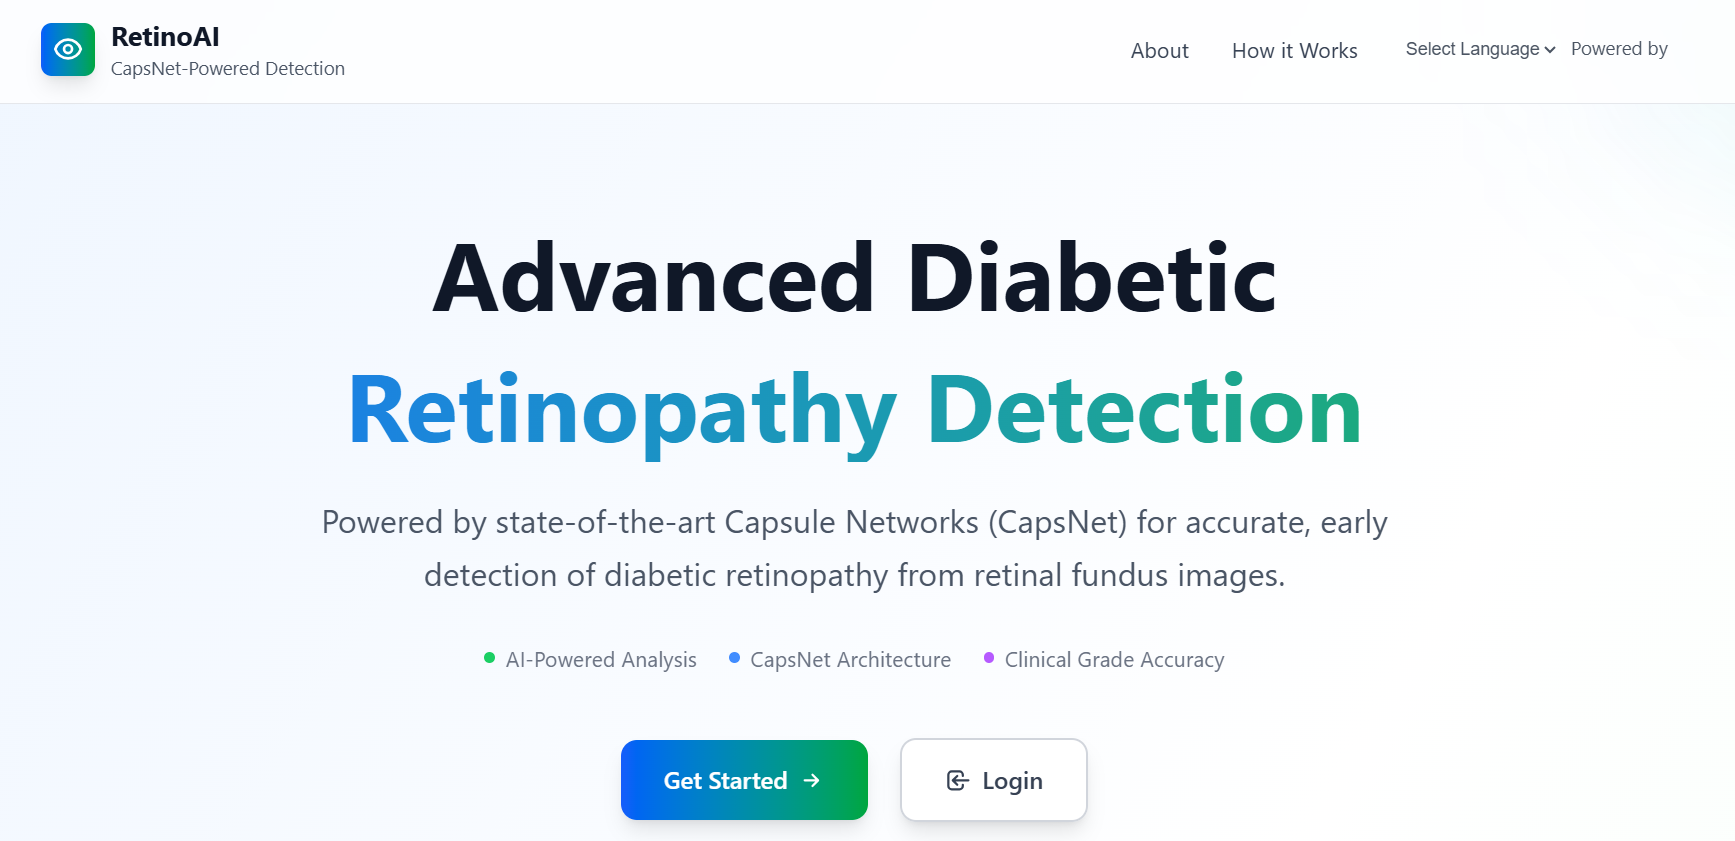 RetinoAI
CapsNet-Powered Detection
About
How it Works
Select Language
Powered by
Advanced Diabetic
Retinopathy Detection
Powered by state-of-the-art Capsule Networks (CapsNet) for accurate, early
detection of diabetic retinopathy from retinal fundus images.
AI-Powered Analysis
CapsNet Architecture
Clinical Grade Accuracy
Get Started →
Login